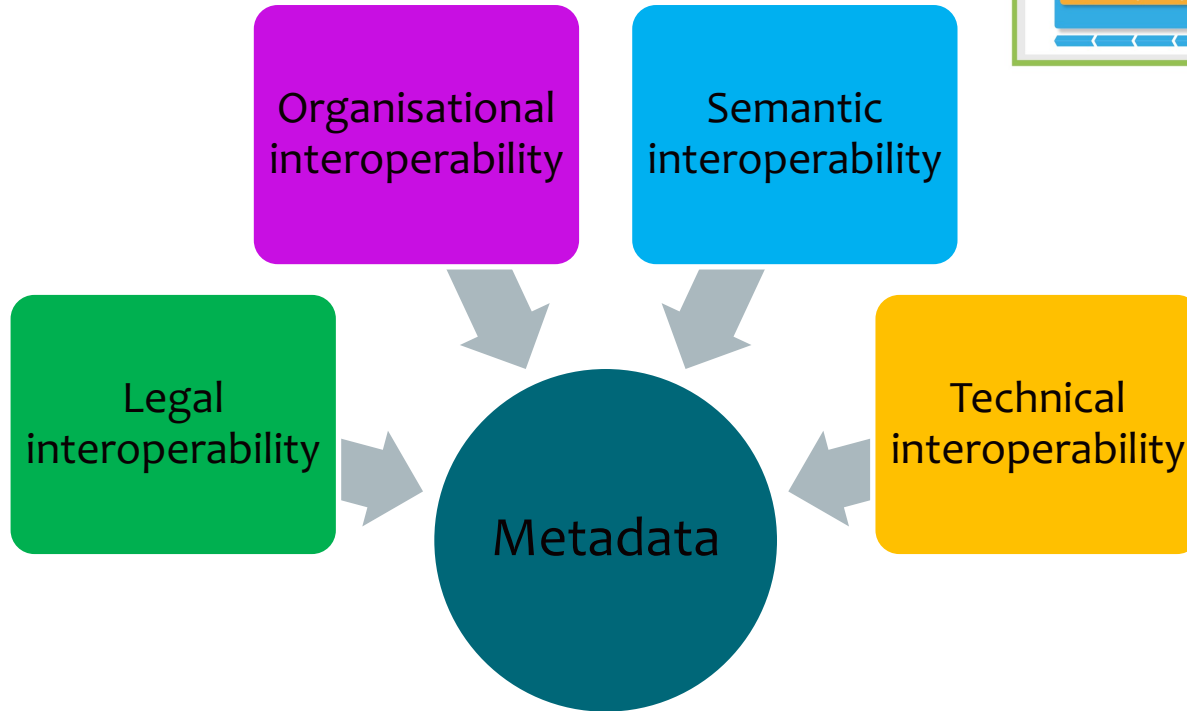 Organisational
interoperability
Semantic
interoperability
Legal
interoperability
Technical
interoperability
Metadata